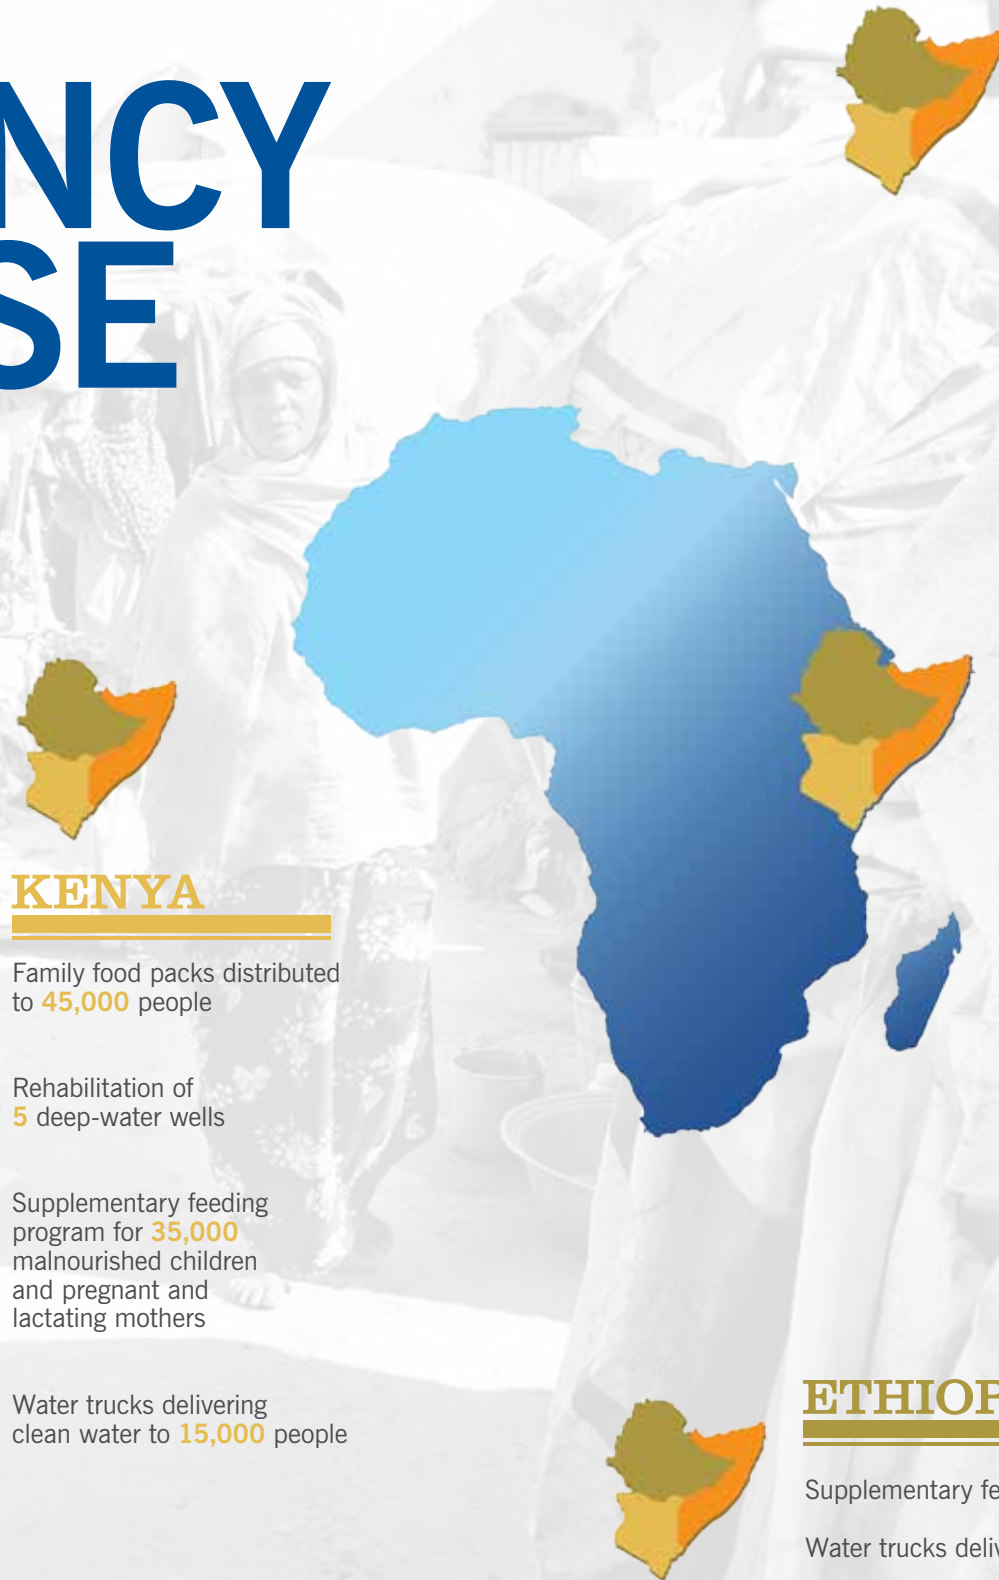 NCY
SE
KENYA
Family food packs distributed
to 45,000 people
Rehabilitation of
5 deep-water wells
Supplementary feeding
program for 35,000
malnourished children
and pregnant and
lactating mothers
Water trucks delivering
clean water to 15,000 people
ETHIOP
Supplementary fe
Water trucks deliv